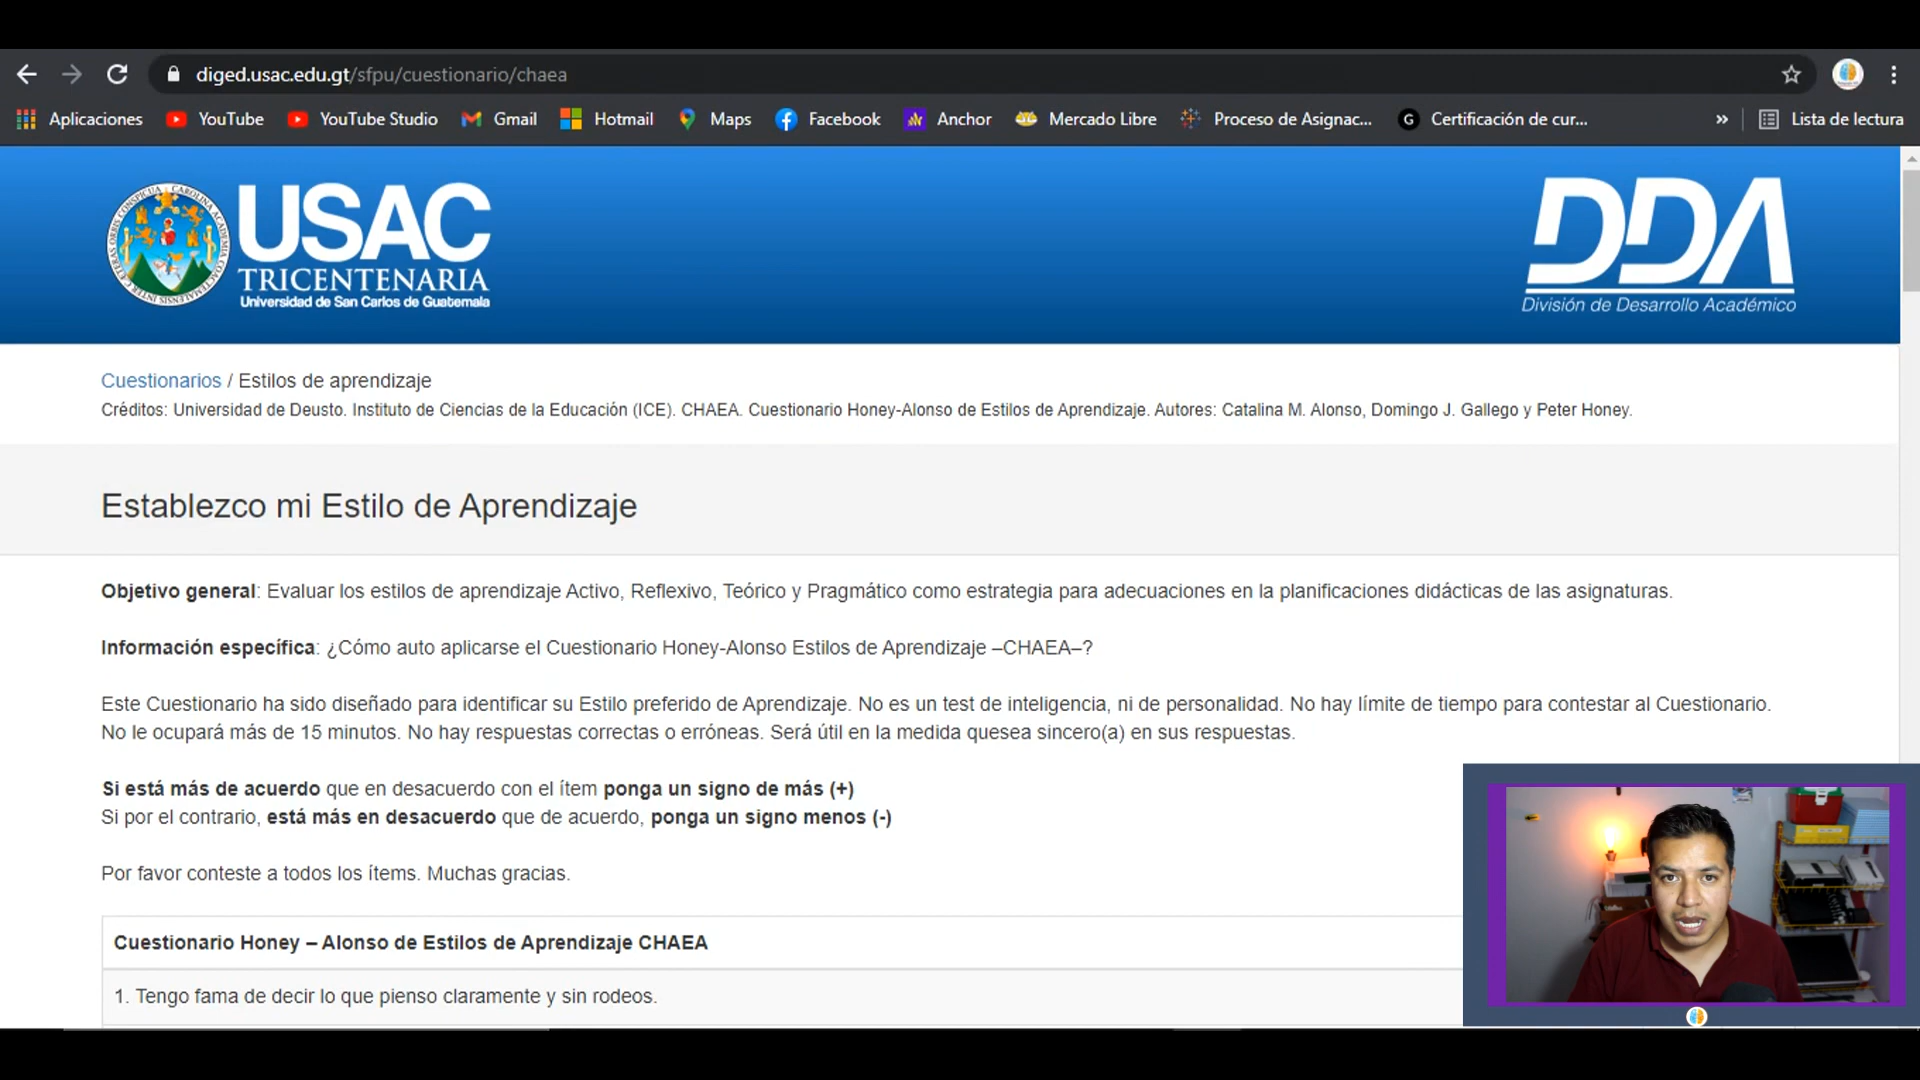 diged.usac.edu.gt/sfpu/cuestionario/chaea
Aplicaciones YouTube YouTube Studio Gmail Hotmail Maps Facebook Anchor Mercado Libre Proceso de Asignac... G Certificación de cur... » Lista de lectura
USAC
TRICENTENARIA
Universidad de San Carlos de Guatemala
DDA
División de Desarrollo Académico
Cuestionarios / Estilos de aprendizaje
Créditos: Universidad de Deusto. Instituto de Ciencias de la Educación (ICE). CHAEA. Cuestionario Honey-Alonso de Estilos de Aprendizaje. Autores: Catalina M. Alonso, Domingo J. Gallego y Peter Honey.
Establezco mi Estilo de Aprendizaje
Objetivo general: Evaluar los estilos de aprendizaje Activo, Reflexivo, Teórico y Pragmático como estrategia para adecuaciones en la planificaciones didácticas de las asignaturas.
Información específica: ¿Cómo auto aplicarse el Cuestionario Honey-Alonso Estilos de Aprendizaje –CHAEA–?
Este Cuestionario ha sido diseñado para identificar su Estilo preferido de Aprendizaje. No es un test de inteligencia, ni de personalidad. No hay límite de tiempo para contestar al Cuestionario.
No le ocupará más de 15 minutos. No hay respuestas correctas o erróneas. Será útil en la medida quesea sincero(a) en sus respuestas.
Si está más de acuerdo que en desacuerdo con el ítem ponga un signo de más (+)
Si por el contrario, está más en desacuerdo que de acuerdo, ponga un signo menos (-)
Por favor conteste a todos los ítems. Muchas gracias.
Cuestionario Honey – Alonso de Estilos de Aprendizaje CHAEA
1. Tengo fama de decir lo que pienso claramente y sin rodeos.